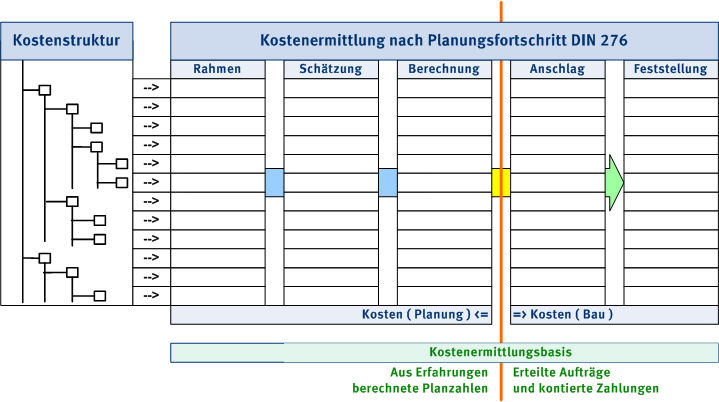 Kostenstruktur
Kostenermittlung nach Planungsfortschritt DIN 276
Rahmen
Schätzung
Berechnung
Anschlag
Feststellung
-->
-->
-->
-->
-->
-->
-->
-->
-->
-->
-->
-->
Kosten ( Planung ) <=
=> Kosten ( Bau )
Kostenermittlungsbasis
Aus Erfahrungen
berechnete Planzahlen
Erteilte Aufträge
und kontierte Zahlungen